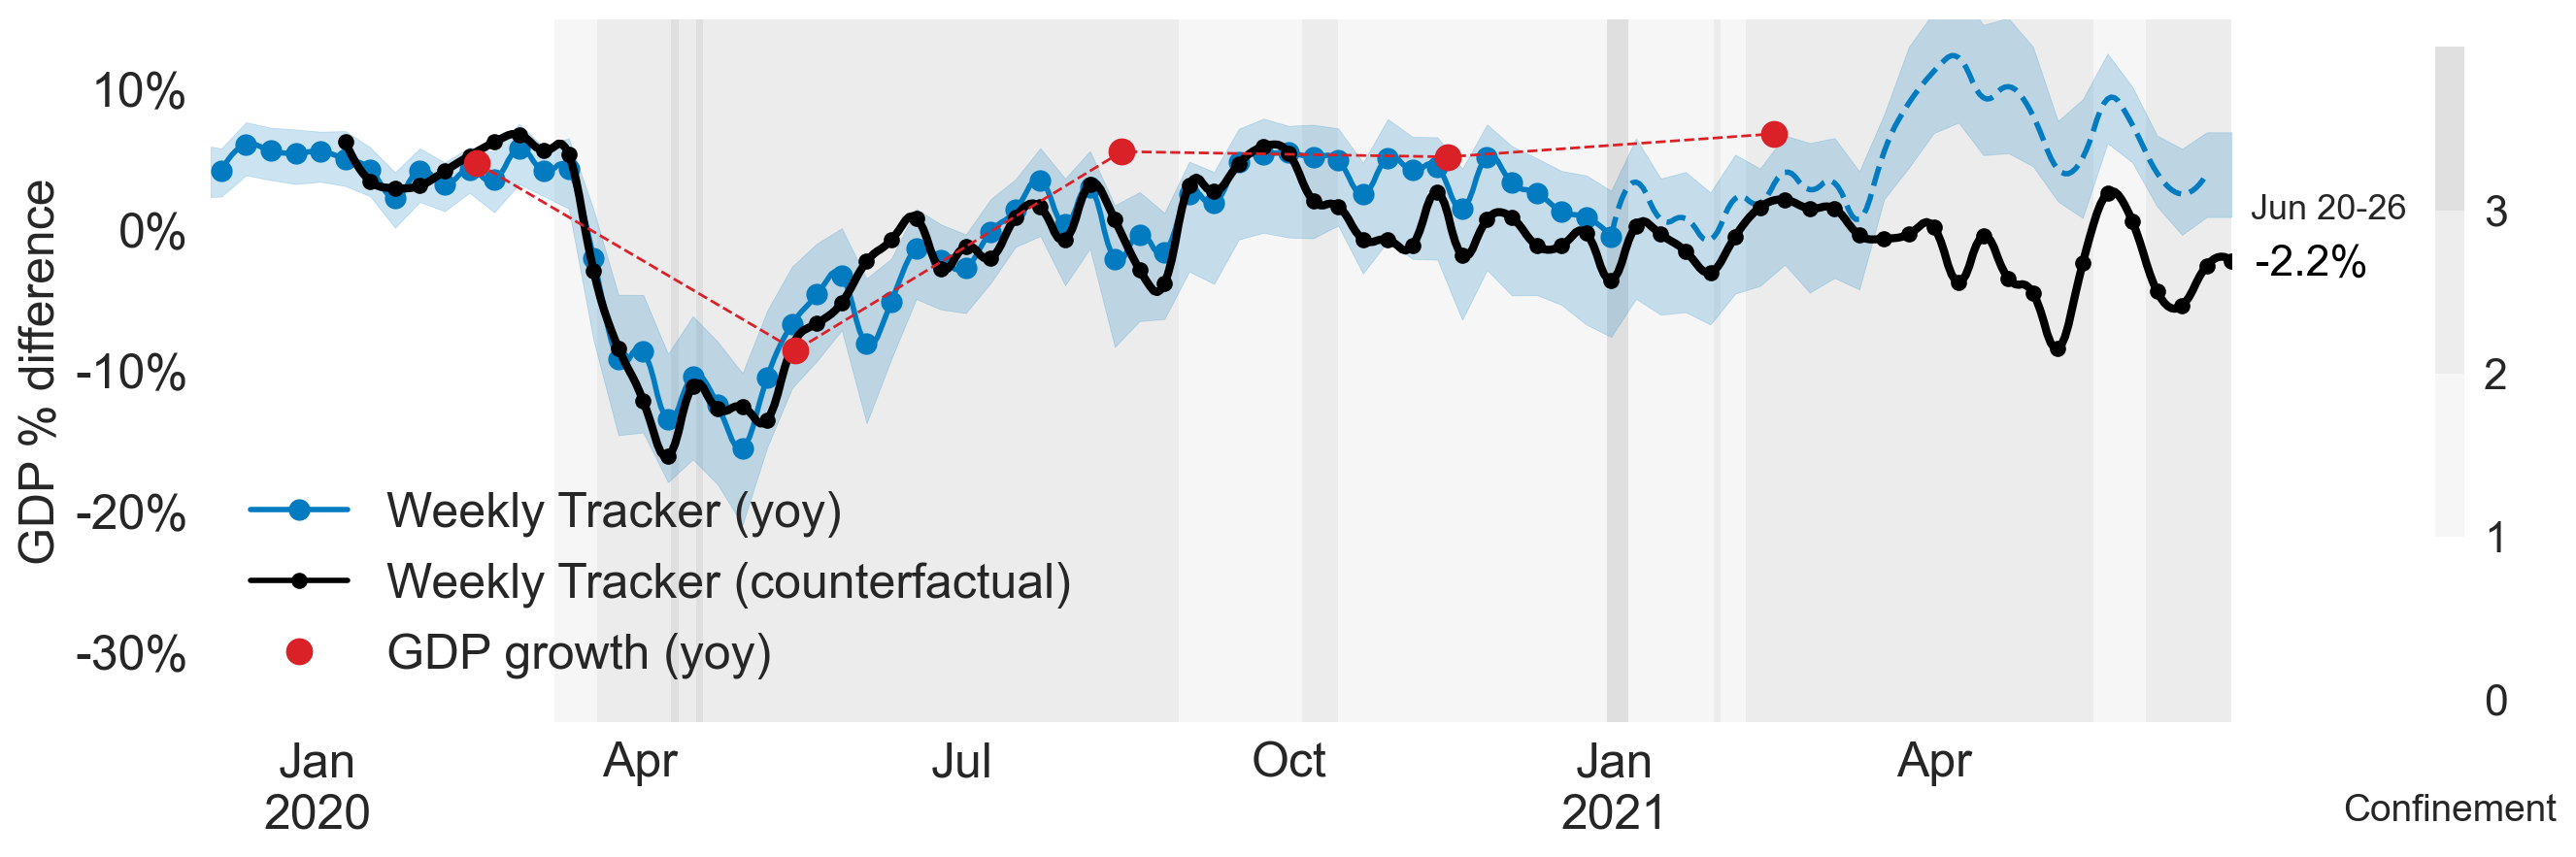 GDP % difference
10%
0%
-10%
-20%
-30%
Weekly Tracker (yoy)
Weekly Tracker (counterfactual)
GDP growth (yoy)
Jan
2020
Apr
Jul
Oct
Jan
2021
Apr
Jun 20-26
-2.2%
3
2
1
0
Confinement